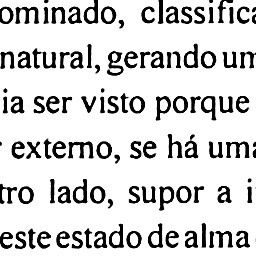 ominado, classifica
natural, gerando um
ia ser visto porque
externo, se há uma
tro lado, supor a i
este estado de alma